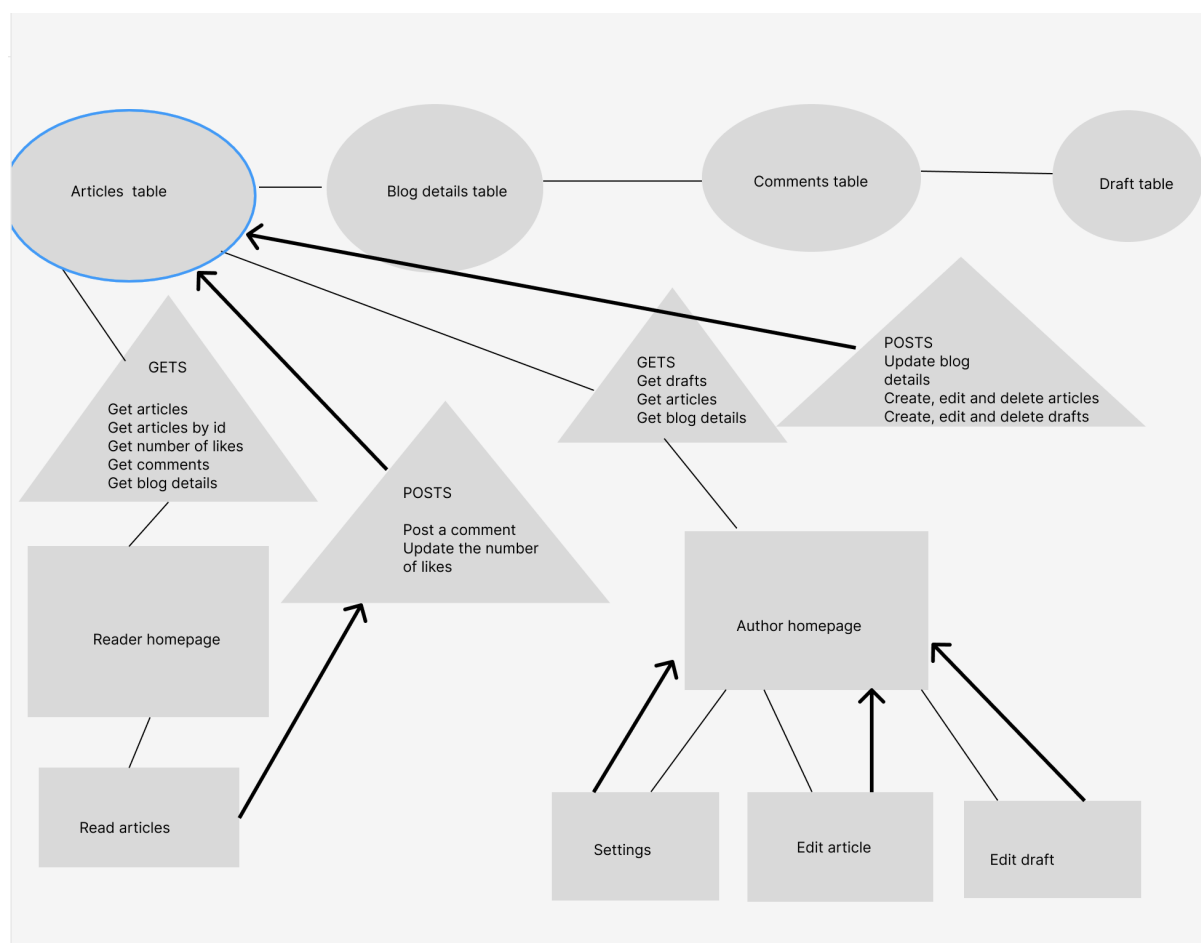 Articles  table
Blog details table
Comments table
Draft table
GETS
Get articles
Get articles by id
Get number of likes
Get comments
Get blog details
POSTS
Post a comment
Update the number
of likes
GETS
Get drafts
Get articles
Get blog details
POSTS
Update blog
details
Create, edit and delete articles
Create, edit and delete drafts
Reader homepage
Author homepage
Read articles
Settings
Edit article
Edit draft